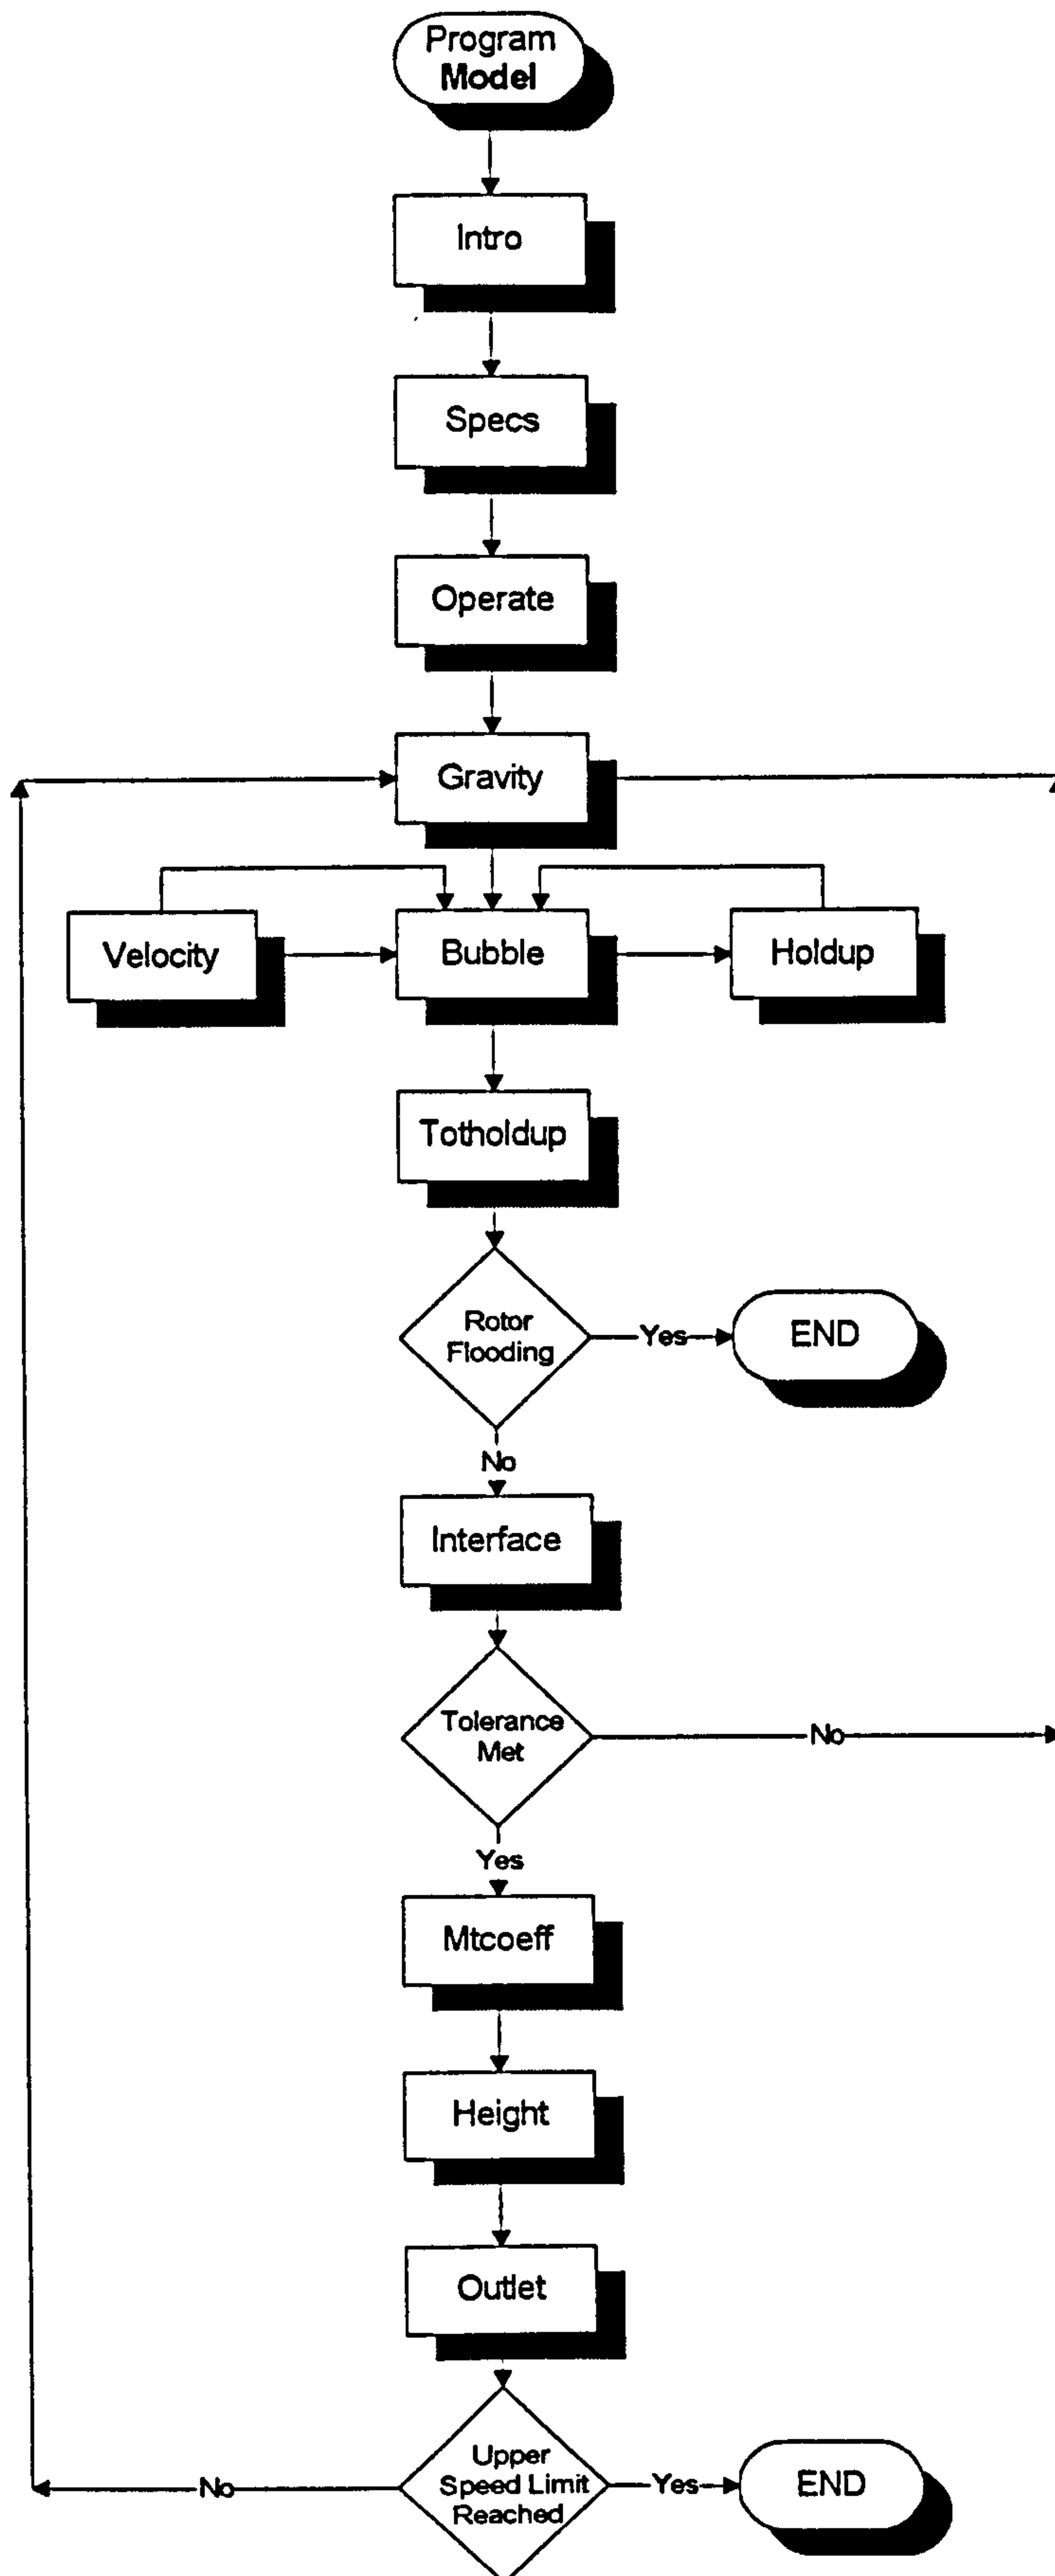 Program
Model
Intro
Specs
Operate
Gravity
Velocity
Bubble
Holdup
Totholdup
Rotor
Flooding
Yes
END
No
Interface
Tolerance
Met
No
Yes
Mtcoeff
Height
Outlet
Upper
Speed Limit
Reached
No
Yes
END